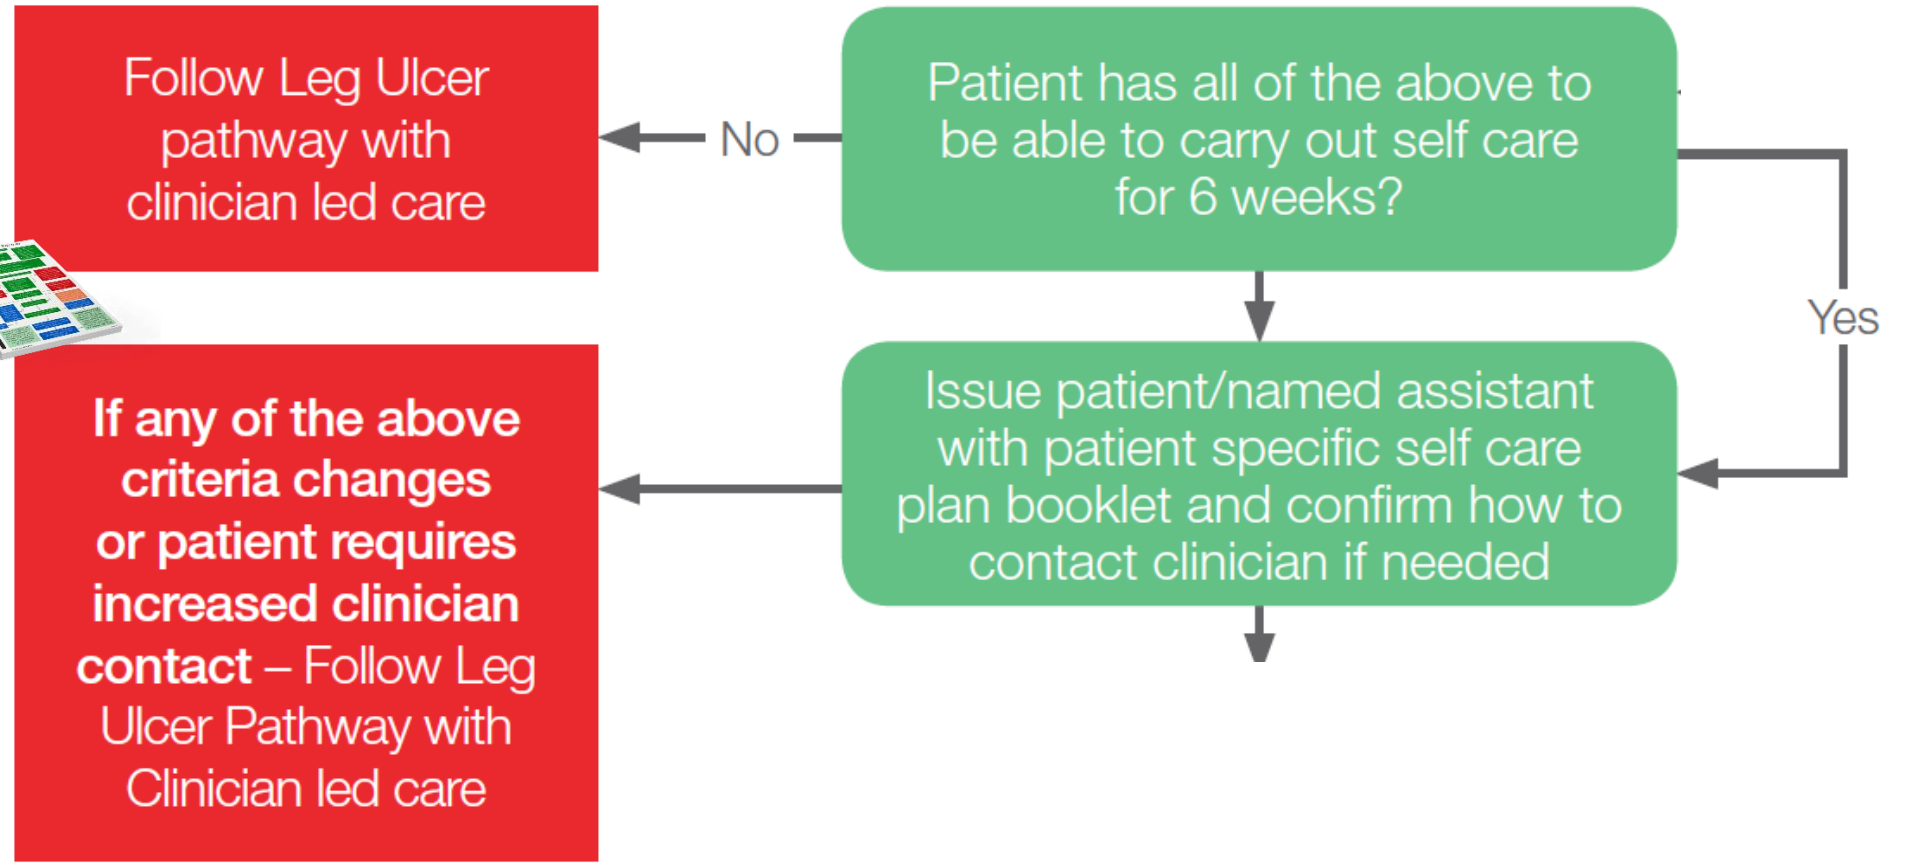 Follow Leg Ulcer
pathway with
clinician led care
No
Patient has all of the above to
be able to carry out self care
for 6 weeks?
Yes
If any of the above
criteria changes
or patient requires
increased clinician
contact – Follow Leg
Ulcer Pathway with
Clinician led care
Issue patient/named assistant
with patient specific self care
plan booklet and confirm how to
contact clinician if needed